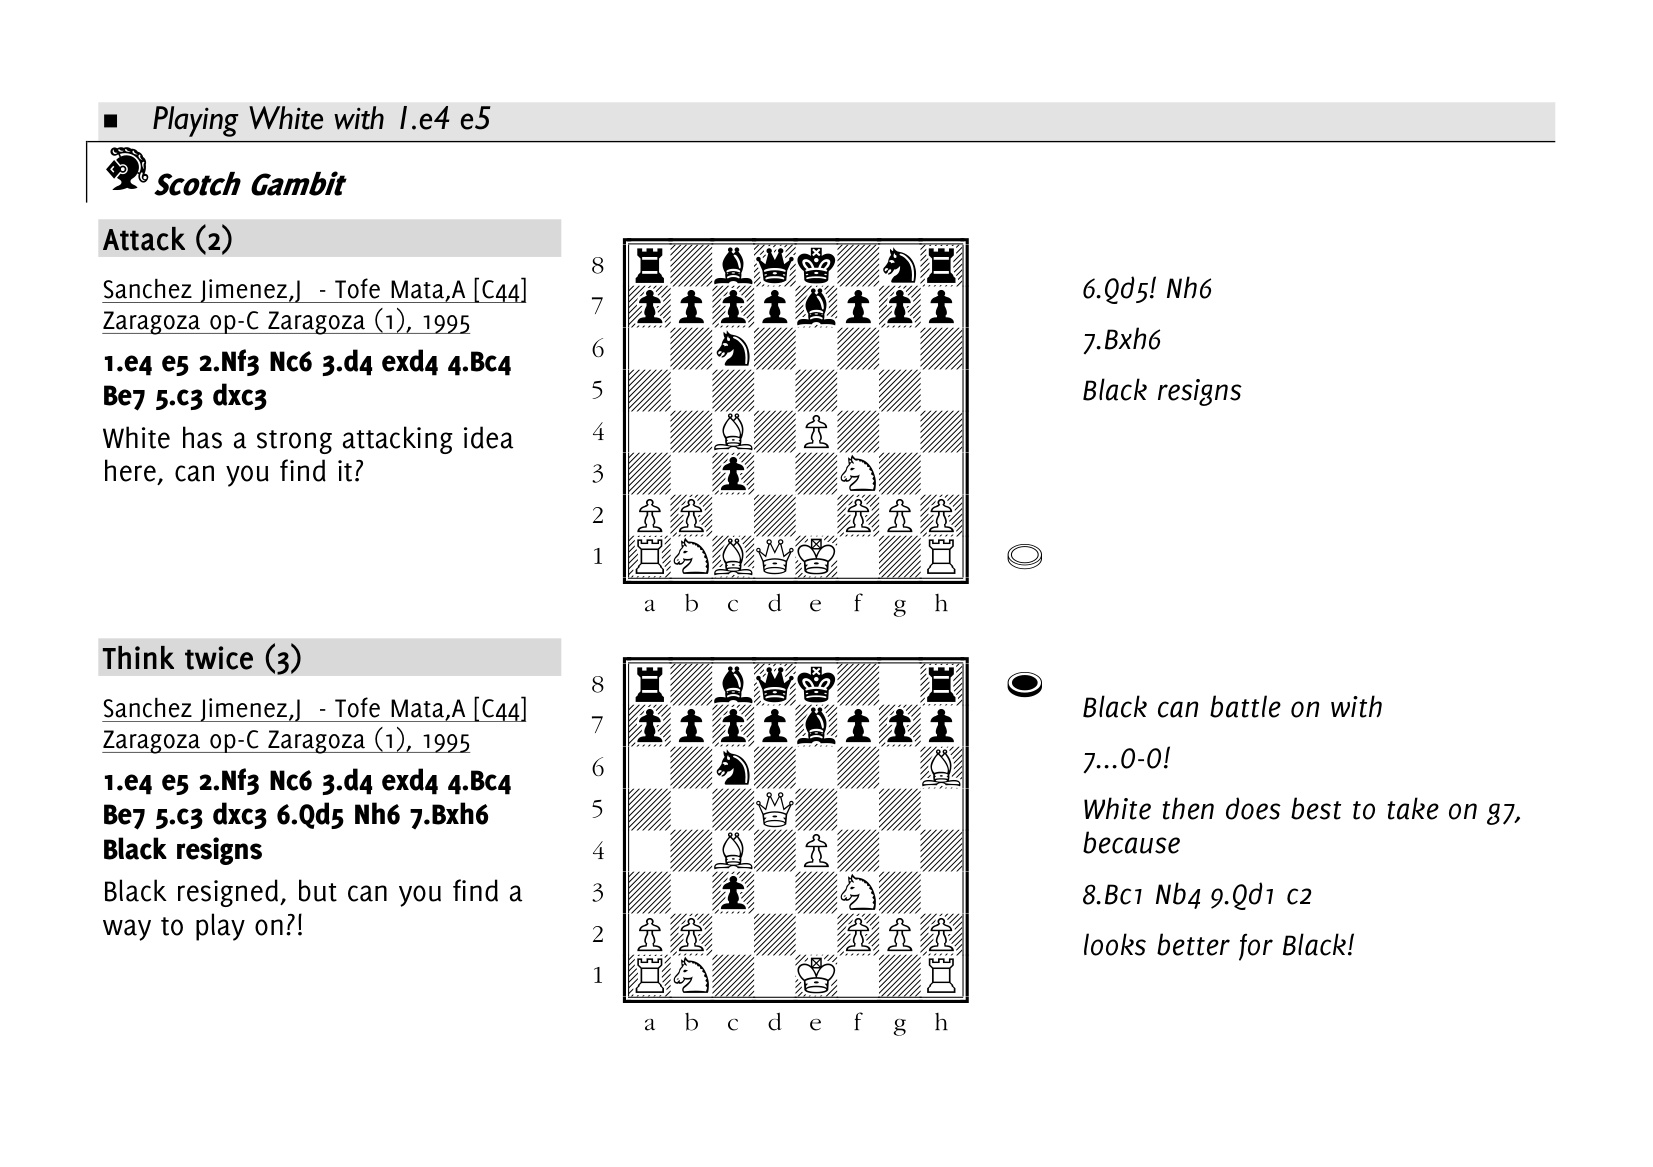 Playing White with 1.e4 e5
Scotch Gambit
Attack (2)
Sanchez Jimenez,J - Tofe Mata,A [C44]
Zaragoza op-C Zaragoza (1), 1995
1.e4 e5 2.Nf3 Nc6 3.d4 exd4 4.Bc4
Be7 5.c3 dxc3
White has a strong attacking idea
here, can you find it?
8
7
6
5
4
3
2
1
a b c d e f g h
6.Qd5! Nh6
7.Bxh6
Black resigns
Think twice (3)
Sanchez Jimenez,J - Tofe Mata,A [C44]
Zaragoza op-C Zaragoza (1), 1995
1.e4 e5 2.Nf3 Nc6 3.d4 exd4 4.Bc4
Be7 5.c3 dxc3 6.Qd5 Nh6 7.Bxh6
Black resigns
Black resigned, but can you find a
way to play on?!
8
7
6
5
4
3
2
1
a b c d e f g h
Black can battle on with
7...0-0!
White then does best to take on g7,
because
8.Bc1 Nb4 9.Qd1 c2
looks better for Black!